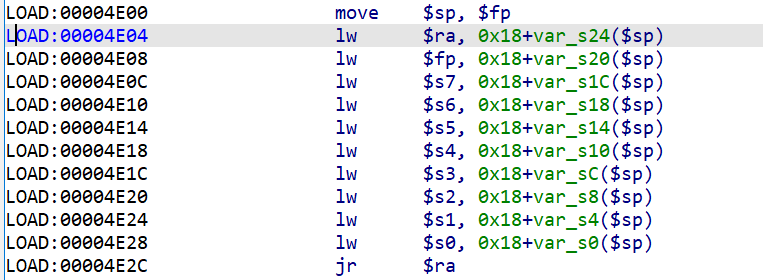 LOAD:00004E00 move $sp, $fp
LOAD:00004E04 lw $ra, 0x18+var_s24($sp)
LOAD:00004E08 lw $fp, 0x18+var_s20($sp)
LOAD:00004E0C lw $s7, 0x18+var_s1C($sp)
LOAD:00004E10 lw $s6, 0x18+var_s18($sp)
LOAD:00004E14 lw $s5, 0x18+var_s14($sp)
LOAD:00004E18 lw $s4, 0x18+var_s10($sp)
LOAD:00004E1C lw $s3, 0x18+var_sC($sp)
LOAD:00004E20 lw $s2, 0x18+var_s8($sp)
LOAD:00004E24 lw $s1, 0x18+var_s4($sp)
LOAD:00004E28 lw $s0, 0x18+var_s0($sp)
LOAD:00004E2C jr $ra